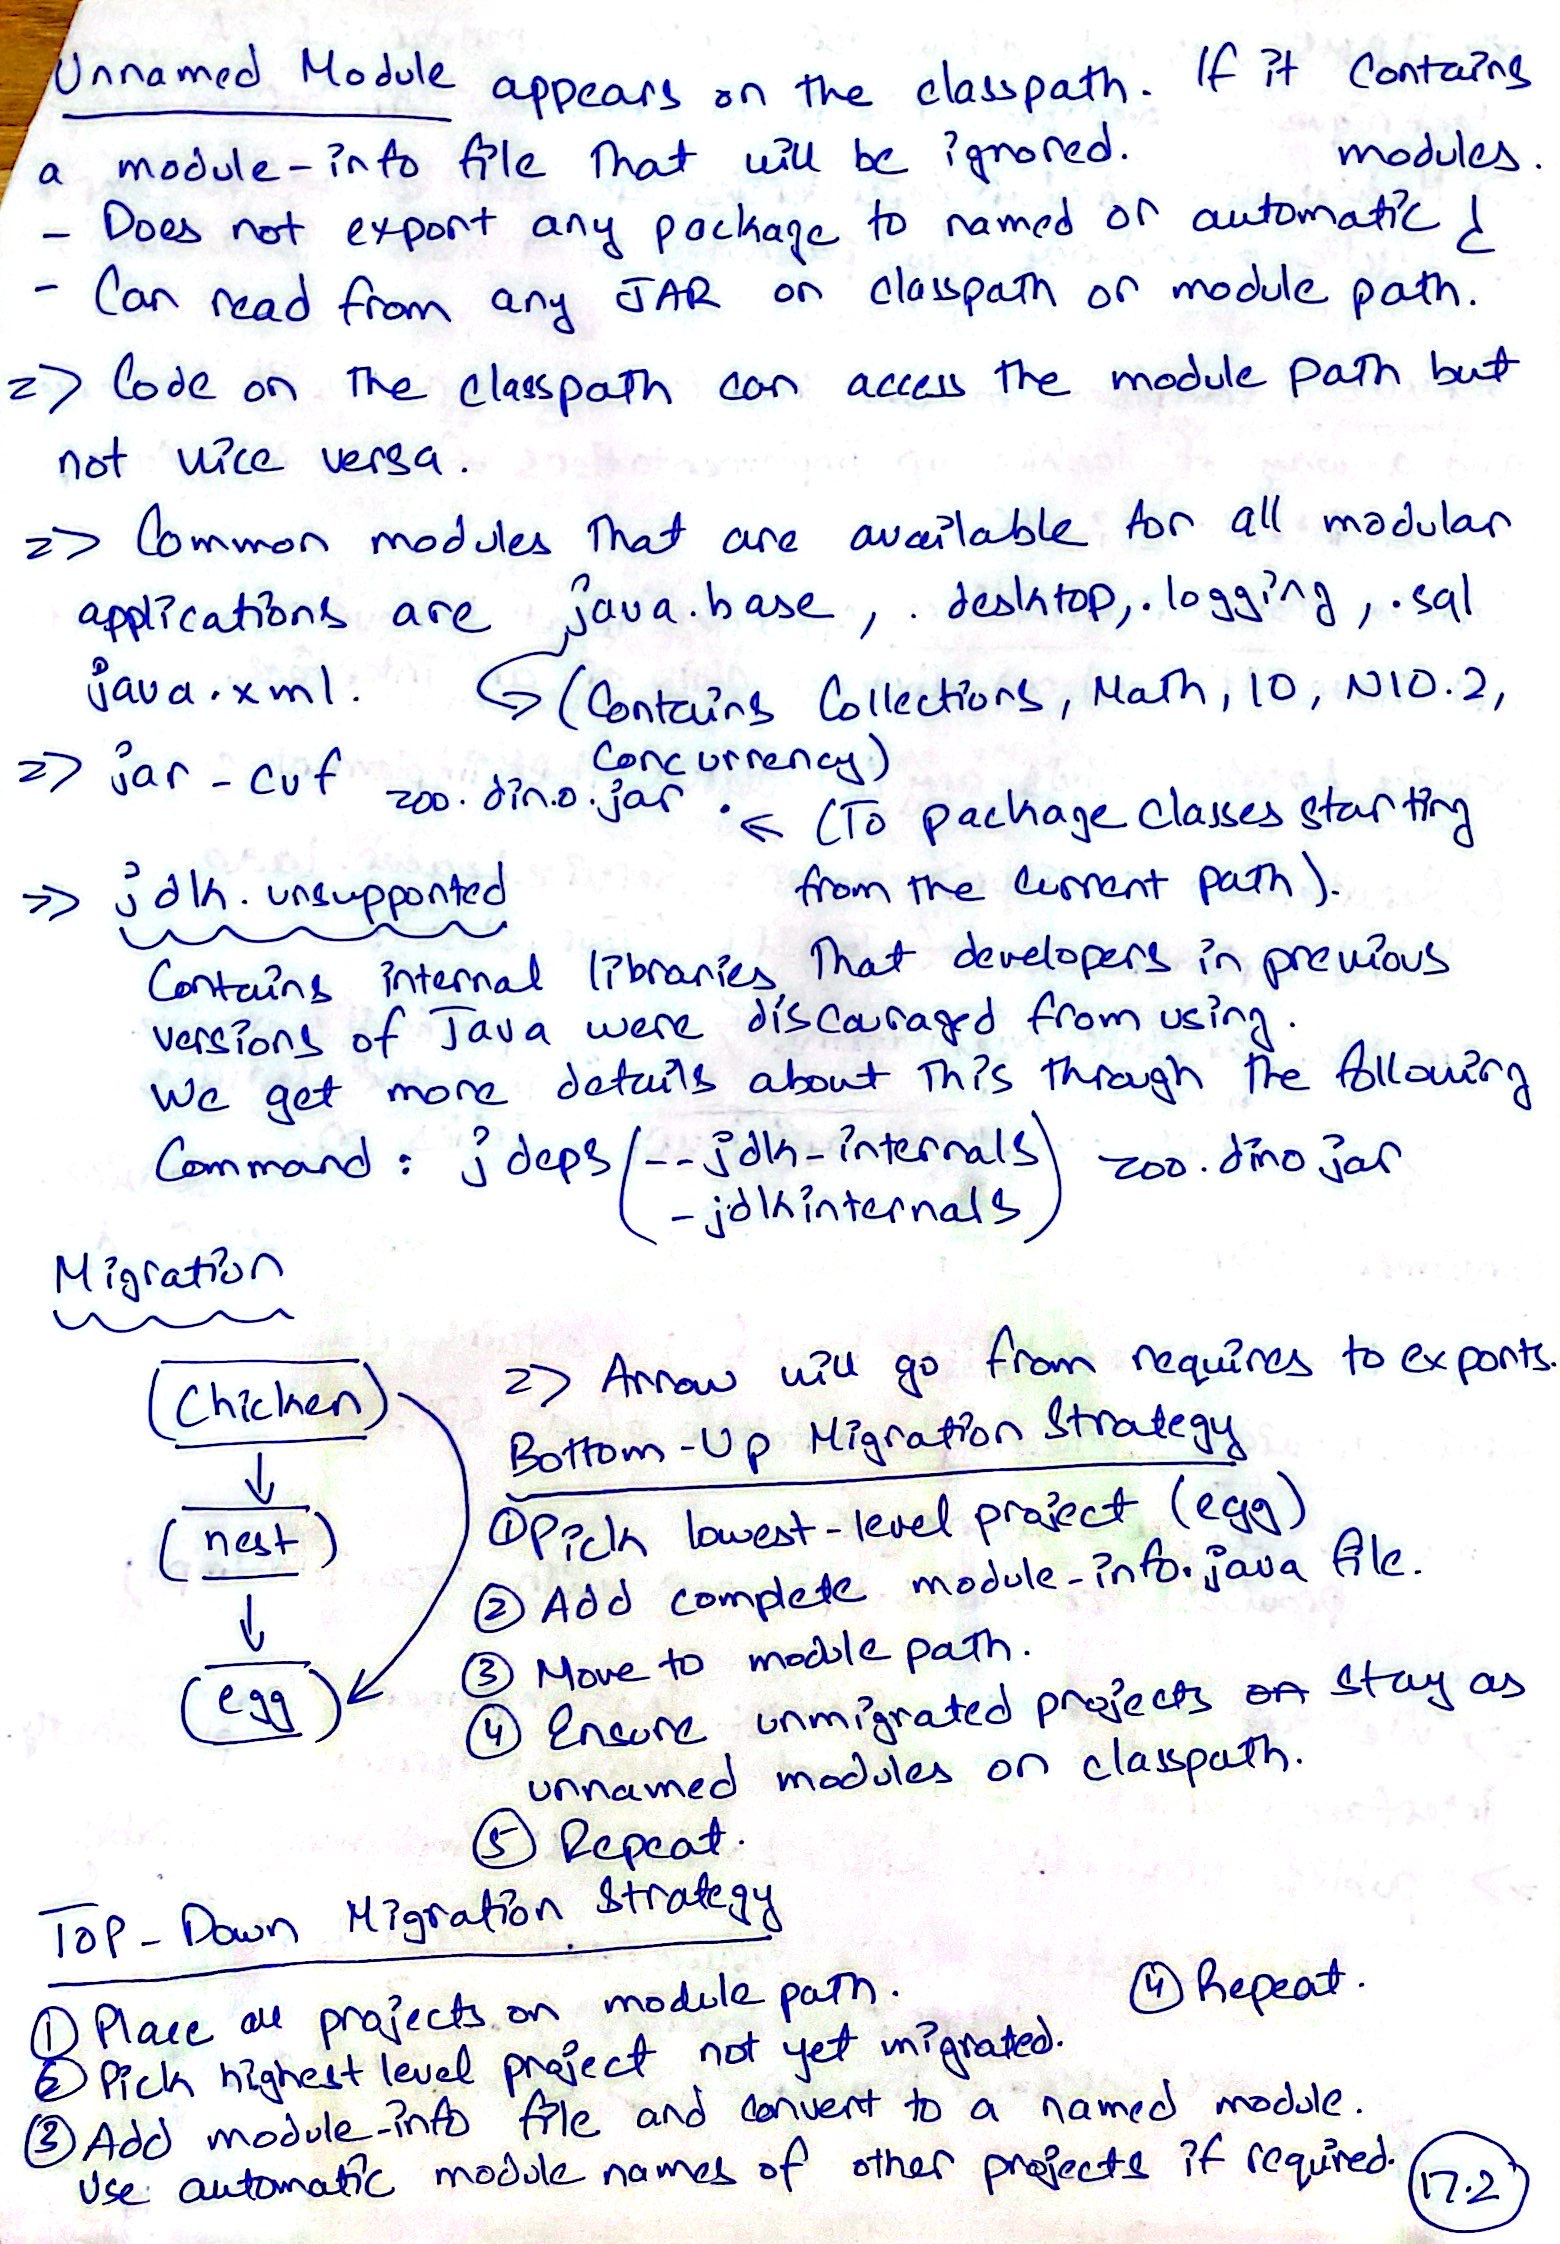 Unnamed Module appears on the classpath. If it contains
a module-info file that will be ignored.
- Does not export any package to named or automatic modules.
- Can read from any JAR on classpath or module path.
=> Code on the classpath can access the module path but
not vice versa.
=> Common modules that are available for all modular
applications are java.base, .desktop, .logging, .sql
java.xml.
(Contains Collections, Math, IO, NIO.2,
Concurrency)
=> jar -cvf zoo.dino.jar . ← (To package classes starting
from the current path).
=> jdk.unsupported
Contains internal libraries that developers in previous
versions of Java were discouraged from using.
We get more details about this through the following
Command : jdeps (--jdk-internals) zoo.dino jar
-jdkinternals
Migration
Chicken
nest
egg
=> Arrow will go from requires to exports.
Bottom-Up Migration Strategy
① Pick lowest-level project (egg)
② Add complete module-info.java file.
③ Move to module path.
④ Ensure unmigrated projects stay as
unnamed modules on classpath.
⑤ Repeat.
Top-Down Migration Strategy
① Place all projects on module path.
② Pick highest level project not yet migrated.
③ Add module-info file and convert to a named module.
Use automatic module names of other projects if required.
④ Repeat.
17.2